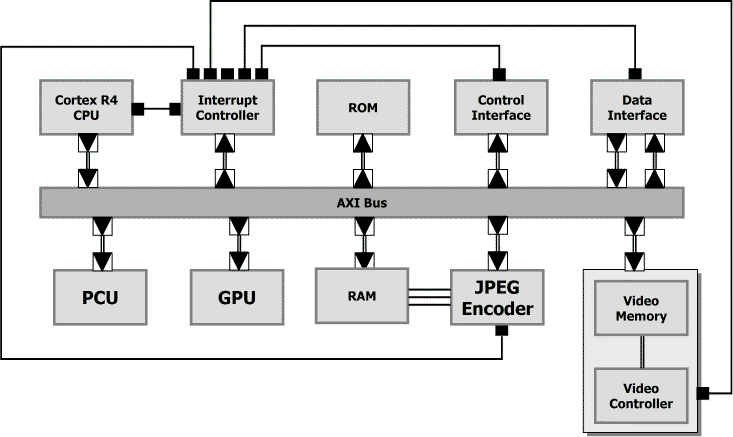 Cortex R4
CPU
Interrupt
Controller
ROM
Control
Interface
Data
Interface
AXI Bus
PCU
GPU
RAM
JPEG
Encoder
Video
Memory
Video
Controller